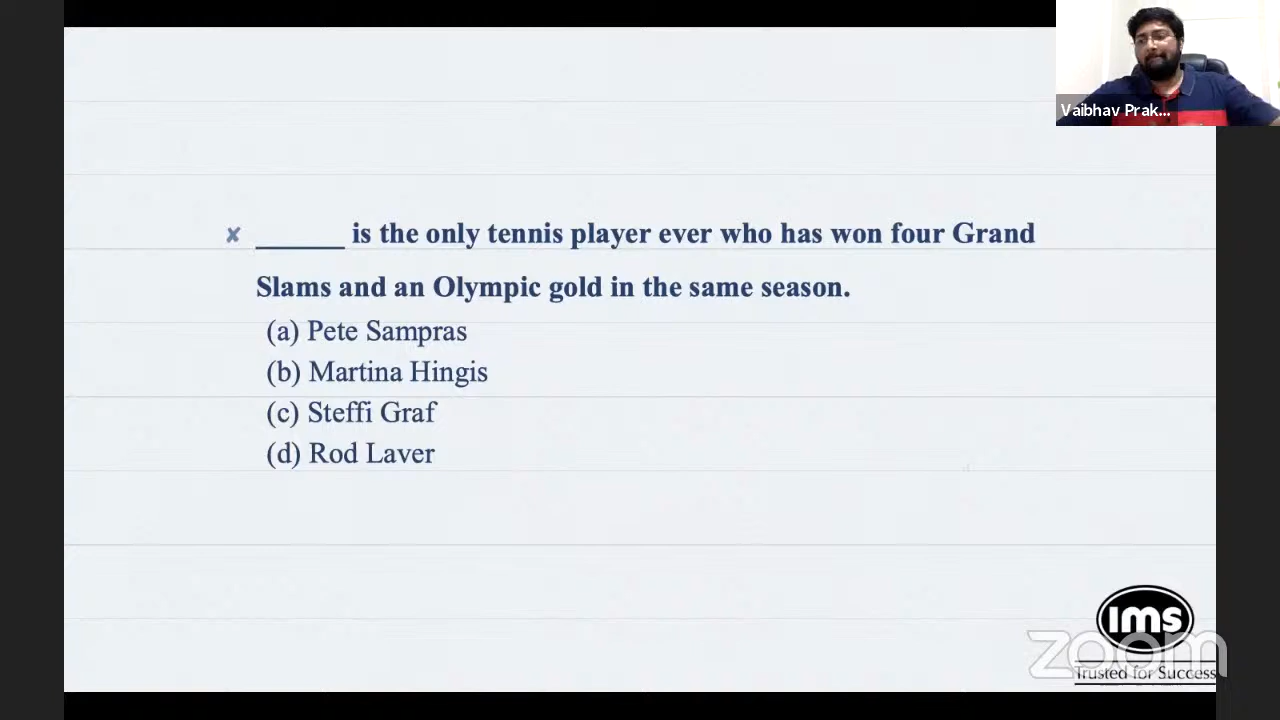 Vaibhav Prak...
______ is the only tennis player ever who has won four Grand
Slams and an Olympic gold in the same season.
(a) Pete Sampras
(b) Martina Hingis
(c) Steffi Graf
(d) Rod Laver
ims
zoom
Trusted for Success